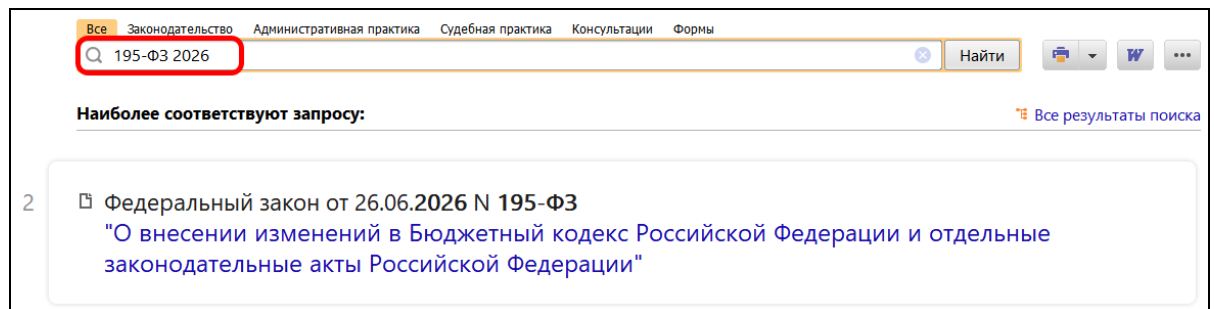 Все Законодательство Административная практика Судебная практика Консультации Формы
195-ФЗ 2026 Найти W
Наиболее соответствуют запросу: Все результаты поиска
2 Федеральный закон от 26.06.2026 N 195-ФЗ
"О внесении изменений в Бюджетный кодекс Российской Федерации и отдельные
законодательные акты Российской Федерации"